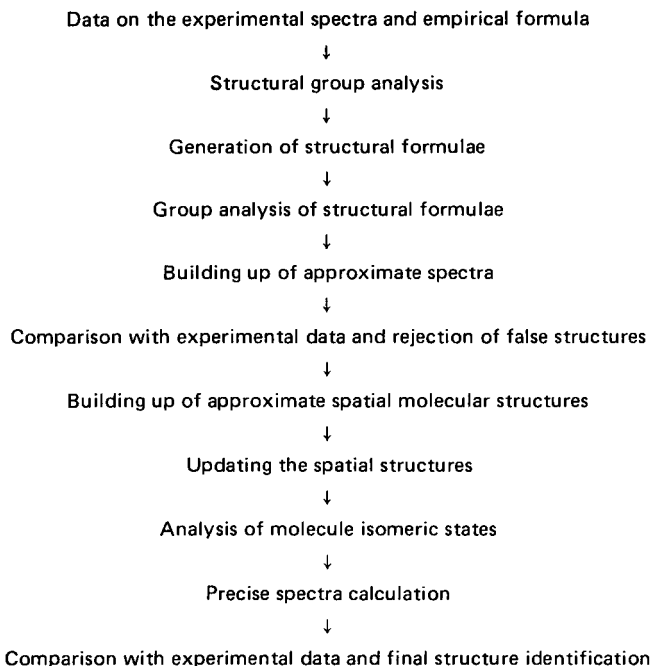 Data on the experimental spectra and empirical formula
↓
Structural group analysis
↓
Generation of structural formulae
↓
Group analysis of structural formulae
↓
Building up of approximate spectra
↓
Comparison with experimental data and rejection of false structures
↓
Building up of approximate spatial molecular structures
↓
Updating the spatial structures
↓
Analysis of molecule isomeric states
↓
Precise spectra calculation
↓
Comparison with experimental data and final structure identification